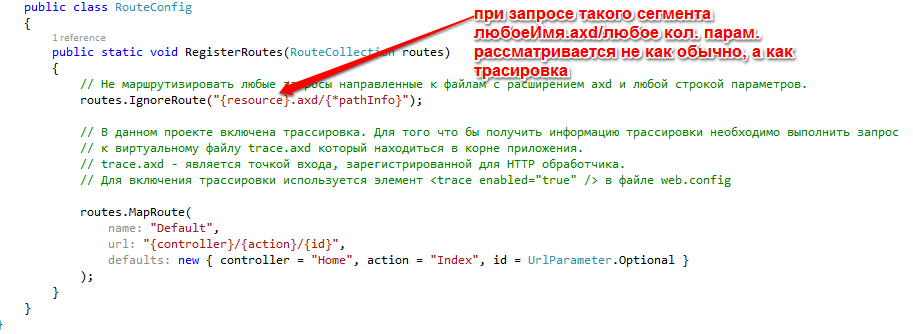 public class RouteConfig
{
1 reference
public static void RegisterRoutes(RouteCollection routes)
{
// Не маршрутизировать любые запросы направленные к файлам с расширением axd и любой строкой параметров.
routes.IgnoreRoute("{resource}.axd/{*pathInfo}");
// В данном проекте включена трассировка. Для того что бы получить информацию трассировки необходимо выполнить запрос
// к виртуальному файлу trace.axd который находиться в корне приложения.
// trace.axd - является точкой входа, зарегистрированной для HTTP обработчика.
// Для включения трассировки используется элемент <trace enabled="true" /> в файле web.config
routes.MapRoute(
name: "Default",
url: "{controller}/{action}/{id}",
defaults: new { controller = "Home", action = "Index", id = UrlParameter.Optional }
);
}
}
}
при запросе такого сегмента
любоеИмя.axd/любое кол. парам.
рассматривается не как обычно, а как
трасировка